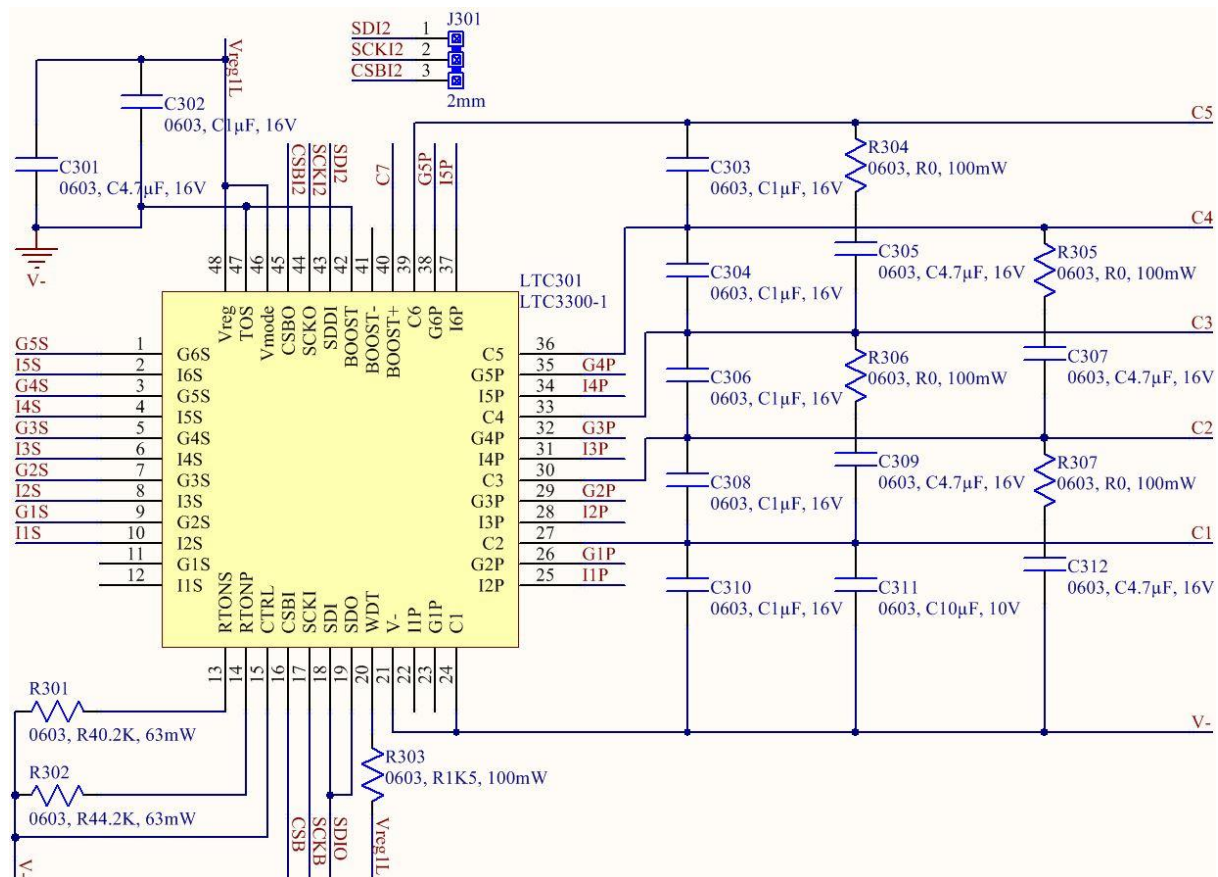 J301
SDI2 1
SCKI2 2
CSBI2 3
2mm
Vreg1L
C302
0603, C1µF, 16V
C301
0603, C4.7µF, 16V
V-
CSBI2
SCKI2
SDI2
C7
G5P
I5P
48
47
46
45
44
43
42
41
40
39
38
37
LTC301
LTC3300-1
Vreg
TOS
Vmode
CSBO
SCKO
SDDI
BOOST
BOOST-
BOOST+
C6
G6P
I6P
G5S 1 G6S
I5S 2 I6S
G4S 3 G5S
I4S 4 I5S
G3S 5 G4S
I3S 6 I4S
G2S 7 G3S
I2S 8 I3S
G1S 9 G2S
I1S 10 I2S
11 G1S
12 I1S
C5 36
G5P 35 G4P
I5P 34 I4P
C4 33
G4P 32 G3P
I4P 31 I3P
C3 30
G3P 29 G2P
I3P 28 I2P
C2 27
G2P 26 G1P
I2P 25 I1P
RTONS
RTONP
CTRL
CSBI
SCKI
SDI
SDO
WDT
V-
I1P
G1P
C1
13
14
15
16
17
18
19
20
21
22
23
24
R301
0603, R40.2K, 63mW
R302
0603, R44.2K, 63mW
R303
0603, R1K5, 100mW
V-
CSB
SCKB
SDIO
Vreg1L
C5
C303
0603, C1µF, 16V
R304
0603, R0, 100mW
C4
C304
0603, C1µF, 16V
C305
0603, C4.7µF, 16V
R305
0603, R0, 100mW
C3
C306
0603, C1µF, 16V
R306
0603, R0, 100mW
C307
0603, C4.7µF, 16V
C2
C308
0603, C1µF, 16V
C309
0603, C4.7µF, 16V
R307
0603, R0, 100mW
C1
C310
0603, C1µF, 16V
C311
0603, C10µF, 10V
C312
0603, C4.7µF, 16V
V-